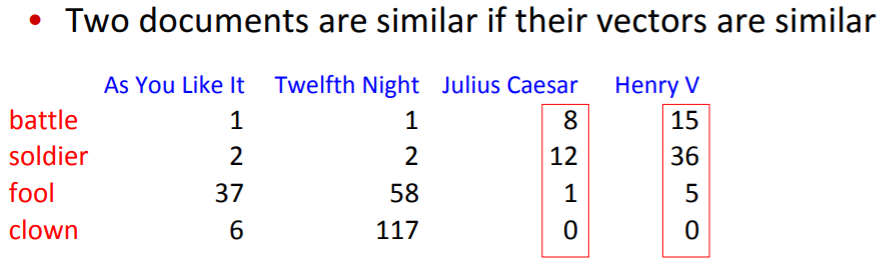 • Two documents are similar if their vectors are similar
As You Like It Twelfth Night Julius Caesar Henry V
battle 1 1 8 15
soldier 2 2 12 36
fool 37 58 1 5
clown 6 117 0 0